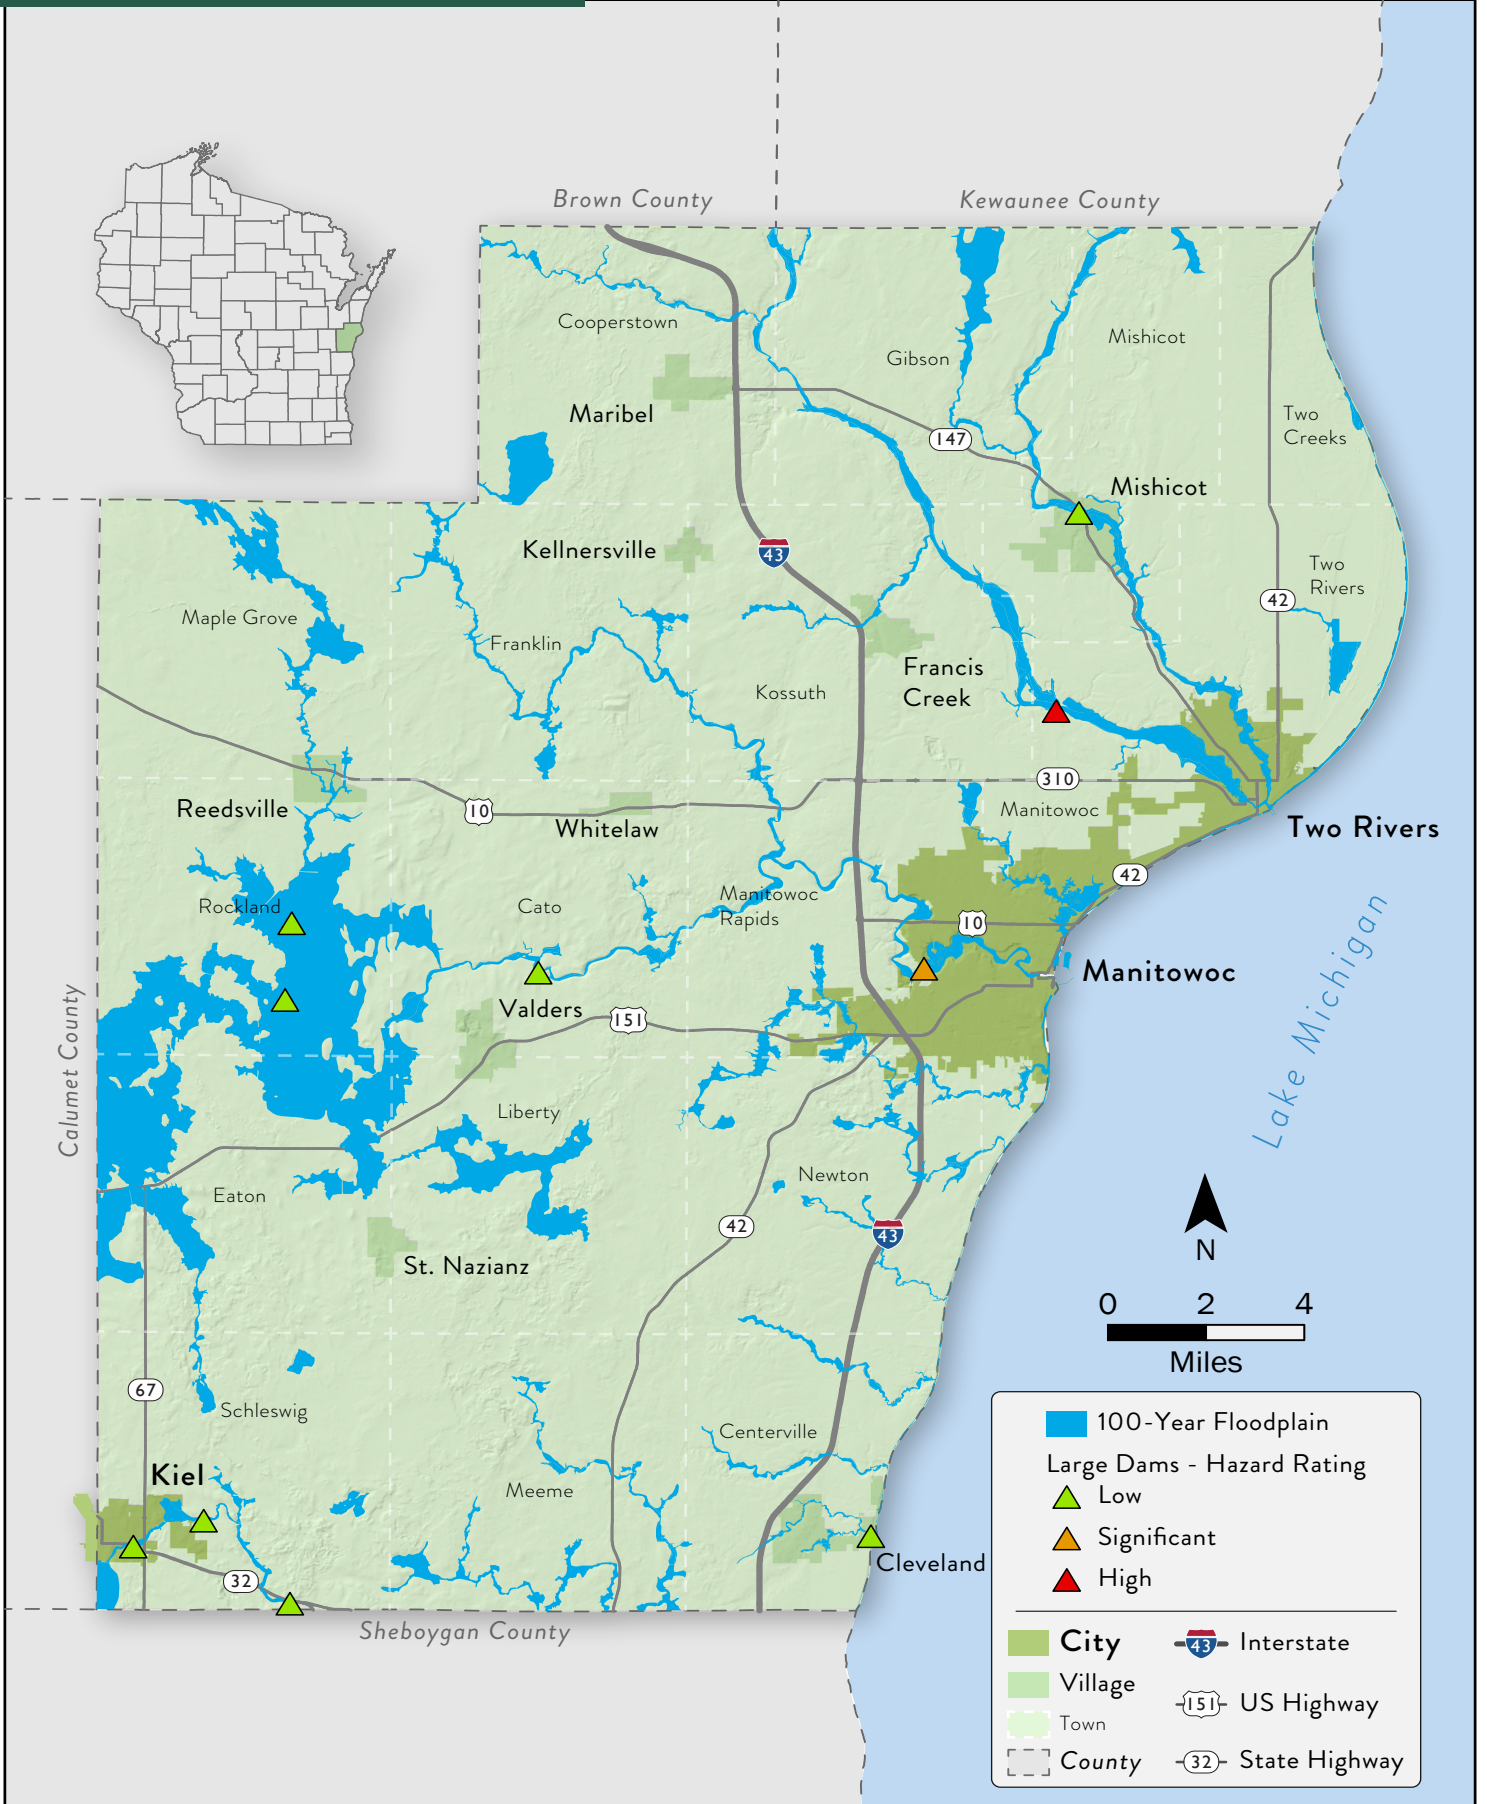 Brown County
Kewaunee County
Cooperstown
Mishicot
Gibson
Maribel
Two
Creeks
147
Mishicot
Kellnersville
43
Two
Rivers
42
Maple Grove
Franklin
Francis
Creek
Kossuth
310
Reedsville
10
Whitelaw
Manitowoc
Two Rivers
42
Rockland
Cato
Manitowoc
Rapids
10
Manitowoc
Valders
151
Calumet County
Lake Michigan
Liberty
Newton
Eaton
42
43
St. Nazianz
N
0 2 4
Miles
67
Schleswig
Centerville
Kiel
Meeme
Cleveland
32
Sheboygan County
100-Year Floodplain
Large Dams - Hazard Rating
Low
Significant
High
City
Village
Town
County
43 Interstate
151 US Highway
32 State Highway